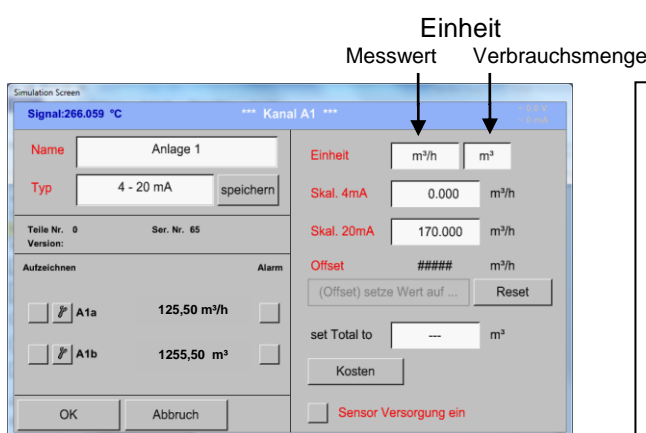 Einheit
Messwert Verbrauchsmenge
Simulation Screen
Signal:266.059 °C *** Kanal A1 ***
Name Anlage 1
Typ 4 - 20 mA speichern
Teile Nr. 0 Ser. Nr. 65
Version:
Aufzeichnen Alarm
A1a 125,50 m³/h
A1b 1255,50 m³
OK Abbruch
Einheit m³/h m³
Skal. 4mA 0.000 m³/h
Skal. 20mA 170.000 m³/h
Offset ##### m³/h
(Offset) setze Wert auf ... Reset
set Total to --- m³
Kosten
Sensor Versorgung ein